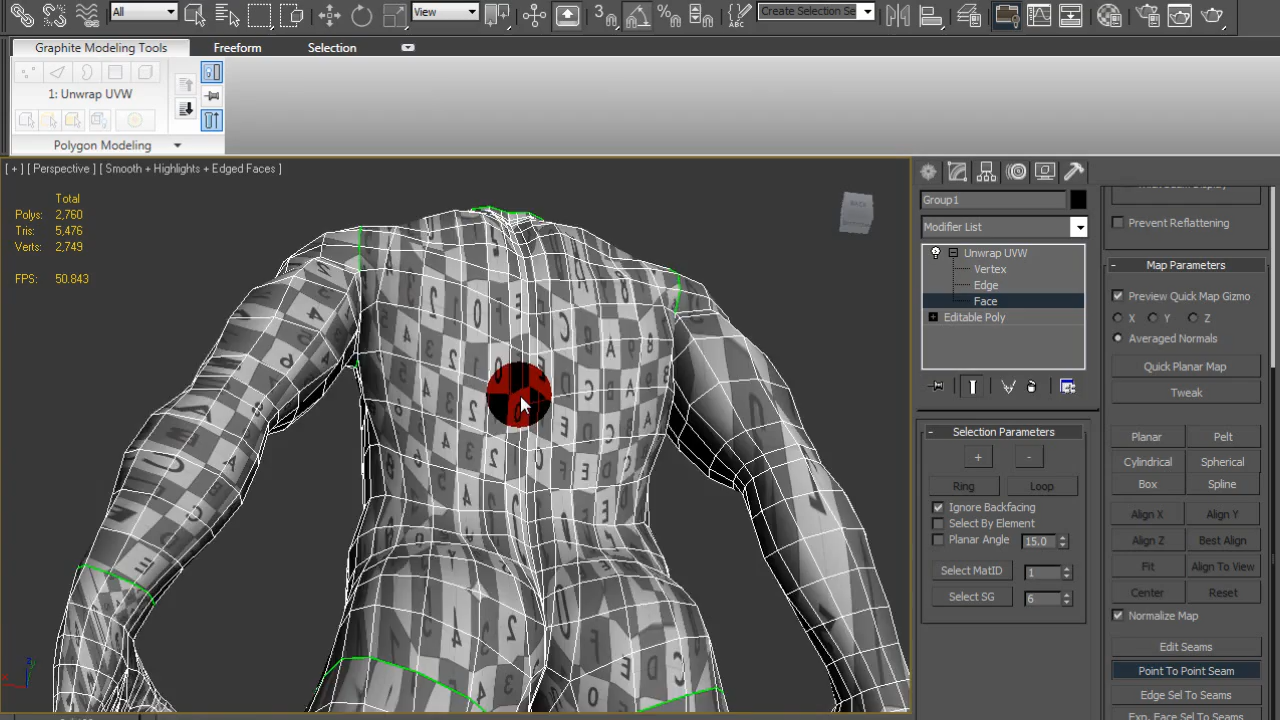 All
View
Create Selection Se
Graphite Modeling Tools
Freeform
Selection
1: Unwrap UVW
Polygon Modeling
[ + ] [ Perspective ] [ Smooth + Highlights + Edged Faces ]
Total
Polys: 2,760
Tris: 5,476
Verts: 2,749
FPS: 50.843
Group1
Modifier List
Unwrap UVW
Vertex
Edge
Face
Editable Poly
Selection Parameters
+ -
Ring Loop
Ignore Backfacing
Select By Element
Planar Angle 15.0
Select MatID 1
Select SG 6
Prevent Reflattening
- Map Parameters
Preview Quick Map Gizmo
X Y Z
Averaged Normals
Quick Planar Map
Tweak
Planar Pelt
Cylindrical Spherical
Box Spline
Align X Align Y
Align Z Best Align
Fit Align To View
Center Reset
Normalize Map
Edit Seams
Point To Point Seam
Edge Sel To Seams
Exp. Face Sel To Seams